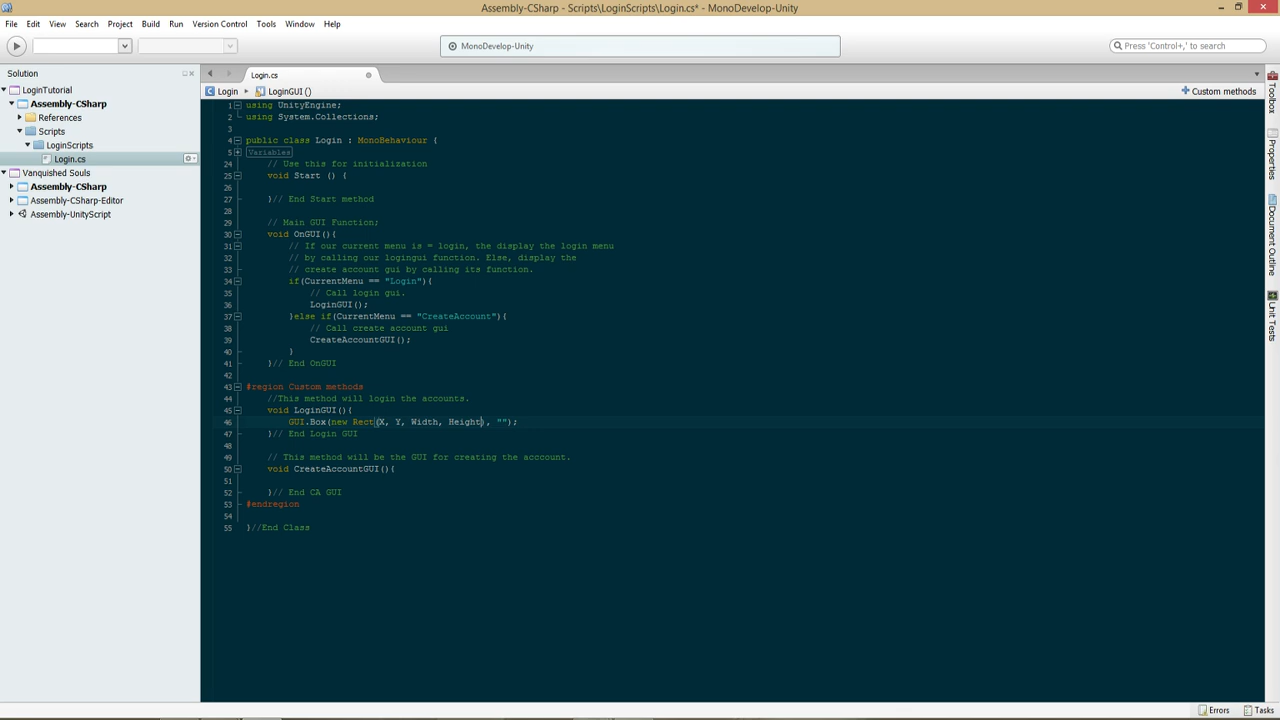 Assembly-CSharp - Scripts\LoginScripts\Login.cs* - MonoDevelop-Unity
File Edit View Search Project Build Run Version Control Tools Window Help
MonoDevelop-Unity
Press 'Control+,' to search
Solution
LoginTutorial
Assembly-CSharp
References
Scripts
LoginScripts
Login.cs
Vanquished Souls
Assembly-CSharp
Assembly-CSharp-Editor
Assembly-UnityScript
Login.cs
Login LoginGUI () Custom methods
1 using UnityEngine;
2 using System.Collections;
3
4 public class Login : MonoBehaviour {
5 Variables
24 // Use this for initialization
25 void Start () {
26
27 }// End Start method
28
29 // Main GUI Function;
30 void OnGUI(){
31 // If our current menu is = login, the display the login menu
32 // by calling our logingui function. Else, display the
33 // create account gui by calling its function.
34 if(CurrentMenu == "Login"){
35 // Call login gui.
36 LoginGUI();
37 }else if(CurrentMenu == "CreateAccount"){
38 // Call create account gui
39 CreateAccountGUI();
40 }
41 }// End OnGUI
42
43 #region Custom methods
44 //This method will login the accounts.
45 void LoginGUI(){
46 GUI.Box(new Rect(X, Y, Width, Height), "");
47 }// End Login GUI
48
49 // This method will be the GUI for creating the acccount.
50 void CreateAccountGUI(){
51
52 }// End CA GUI
53 #endregion
54
55 }//End Class
Toolbox
Properties
Document Outline
Unit Tests
Errors Tasks